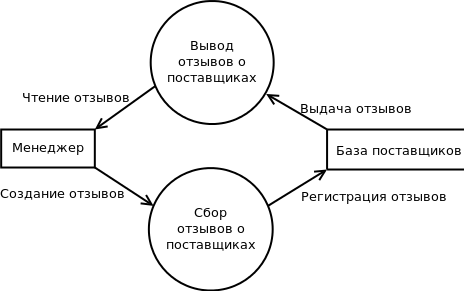 Вывод
отзывов о
поставщиках
Чтение отзывов
Выдача отзывов
Менеджер
База поставщиков
Создание отзывов
Регистрация отзывов
Сбор
отзывов о
поставщиках